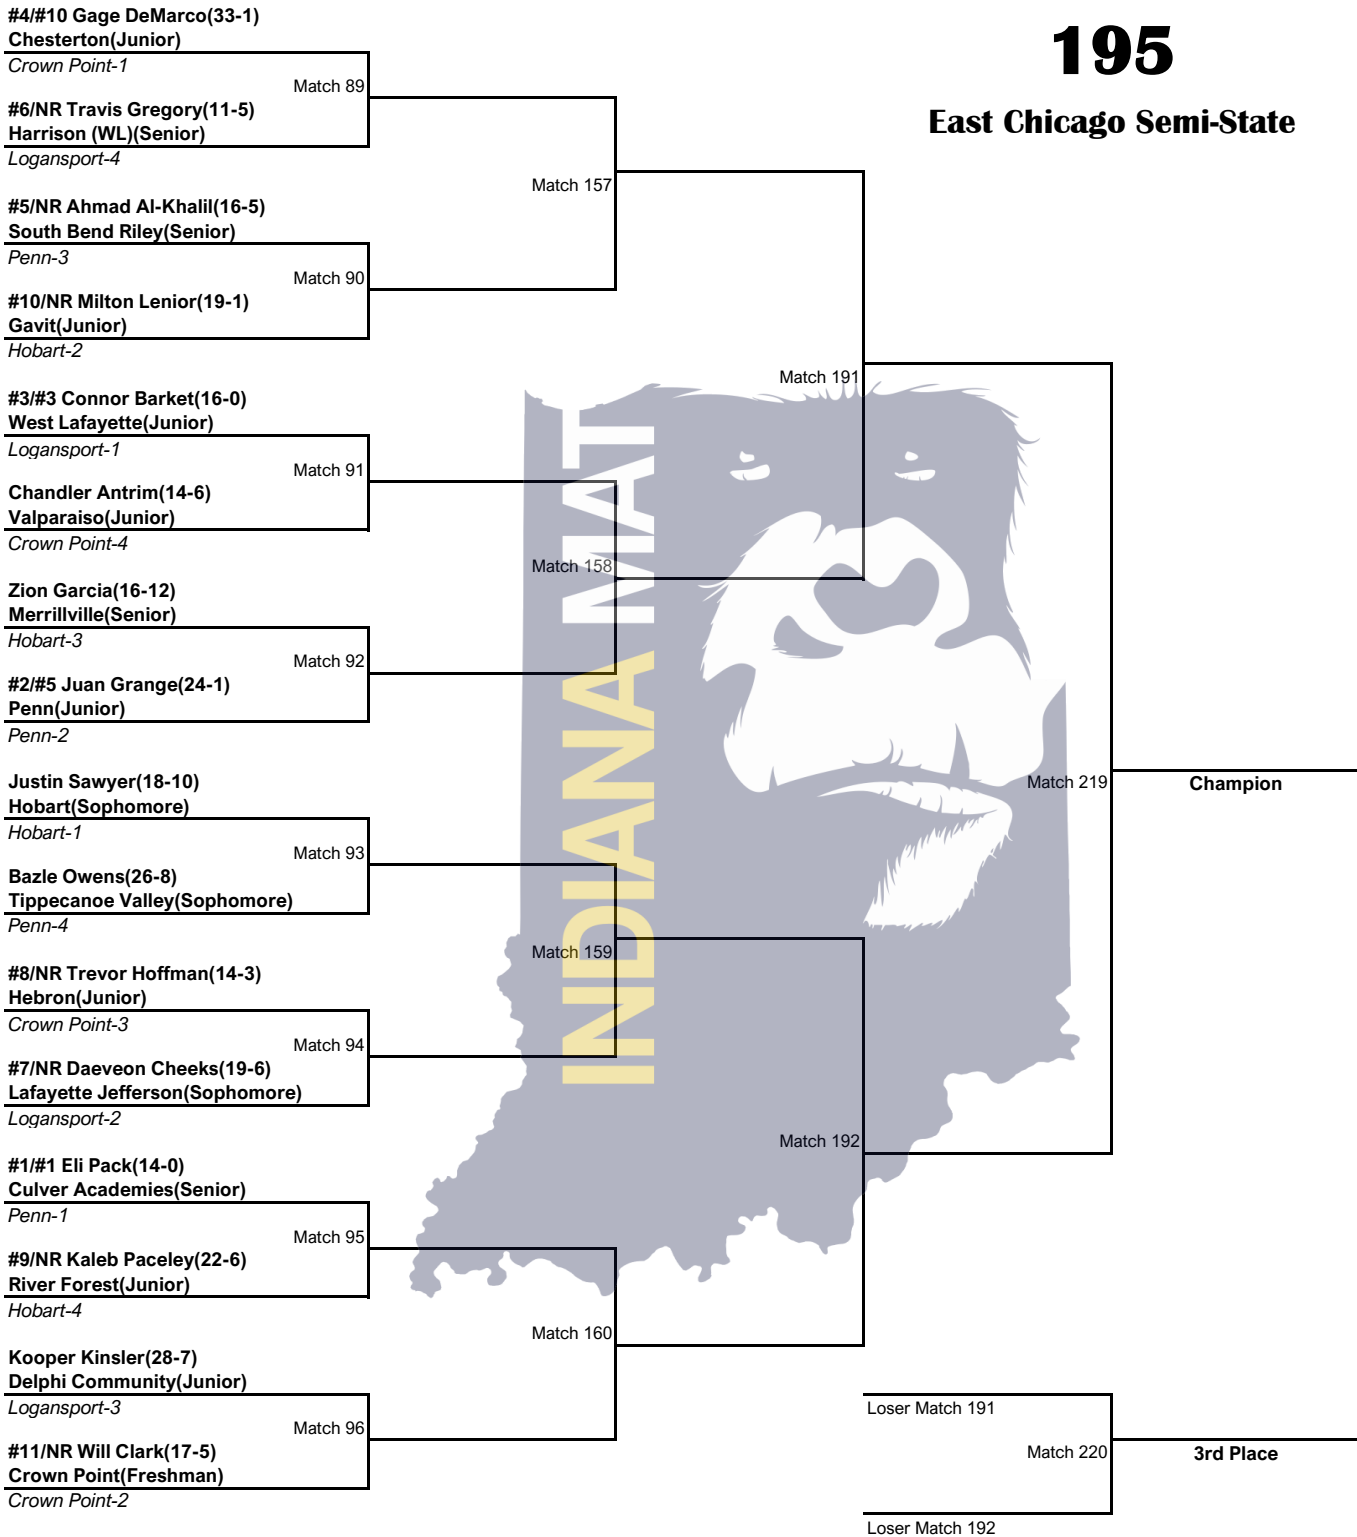 195
East Chicago Semi-State
#4/#10 Gage DeMarco(33-1)
Chesterton(Junior)
Crown Point-1
Match 89
#6/NR Travis Gregory(11-5)
Harrison (WL)(Senior)
Logansport-4
Match 157
#5/NR Ahmad Al-Khalil(16-5)
South Bend Riley(Senior)
Penn-3
Match 90
#10/NR Milton Lenior(19-1)
Gavit(Junior)
Hobart-2
Match 191
#3/#3 Connor Barket(16-0)
West Lafayette(Junior)
Logansport-1
Match 91
Chandler Antrim(14-6)
Valparaiso(Junior)
Crown Point-4
Match 158
Zion Garcia(16-12)
Merrillville(Senior)
Hobart-3
Match 92
#2/#5 Juan Grange(24-1)
Penn(Junior)
Penn-2
INDIANA MAT
Match 219
Champion
Justin Sawyer(18-10)
Hobart(Sophomore)
Hobart-1
Match 93
Bazle Owens(26-8)
Tippecanoe Valley(Sophomore)
Penn-4
Match 159
#8/NR Trevor Hoffman(14-3)
Hebron(Junior)
Crown Point-3
Match 94
#7/NR Daeveon Cheeks(19-6)
Lafayette Jefferson(Sophomore)
Logansport-2
Match 192
#1/#1 Eli Pack(14-0)
Culver Academies(Senior)
Penn-1
Match 95
#9/NR Kaleb Paceley(22-6)
River Forest(Junior)
Hobart-4
Match 160
Kooper Kinsler(28-7)
Delphi Community(Junior)
Logansport-3
Match 96
#11/NR Will Clark(17-5)
Crown Point(Freshman)
Crown Point-2
Loser Match 191
Match 220
3rd Place
Loser Match 192